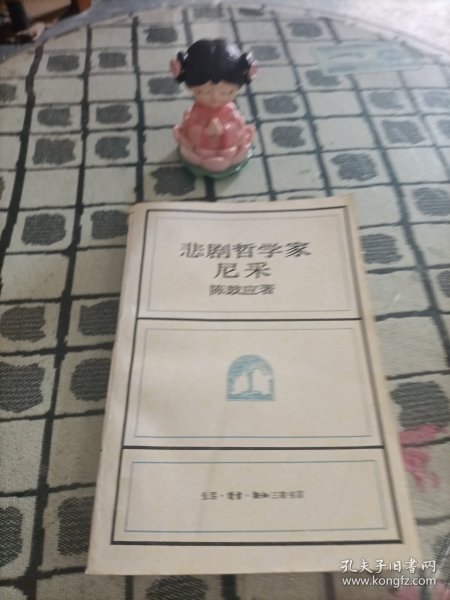 悲剧哲学家
尼采
陈鼓应著
生活·读书·新知三联书店
孔夫子旧书网
www.kongfz.com